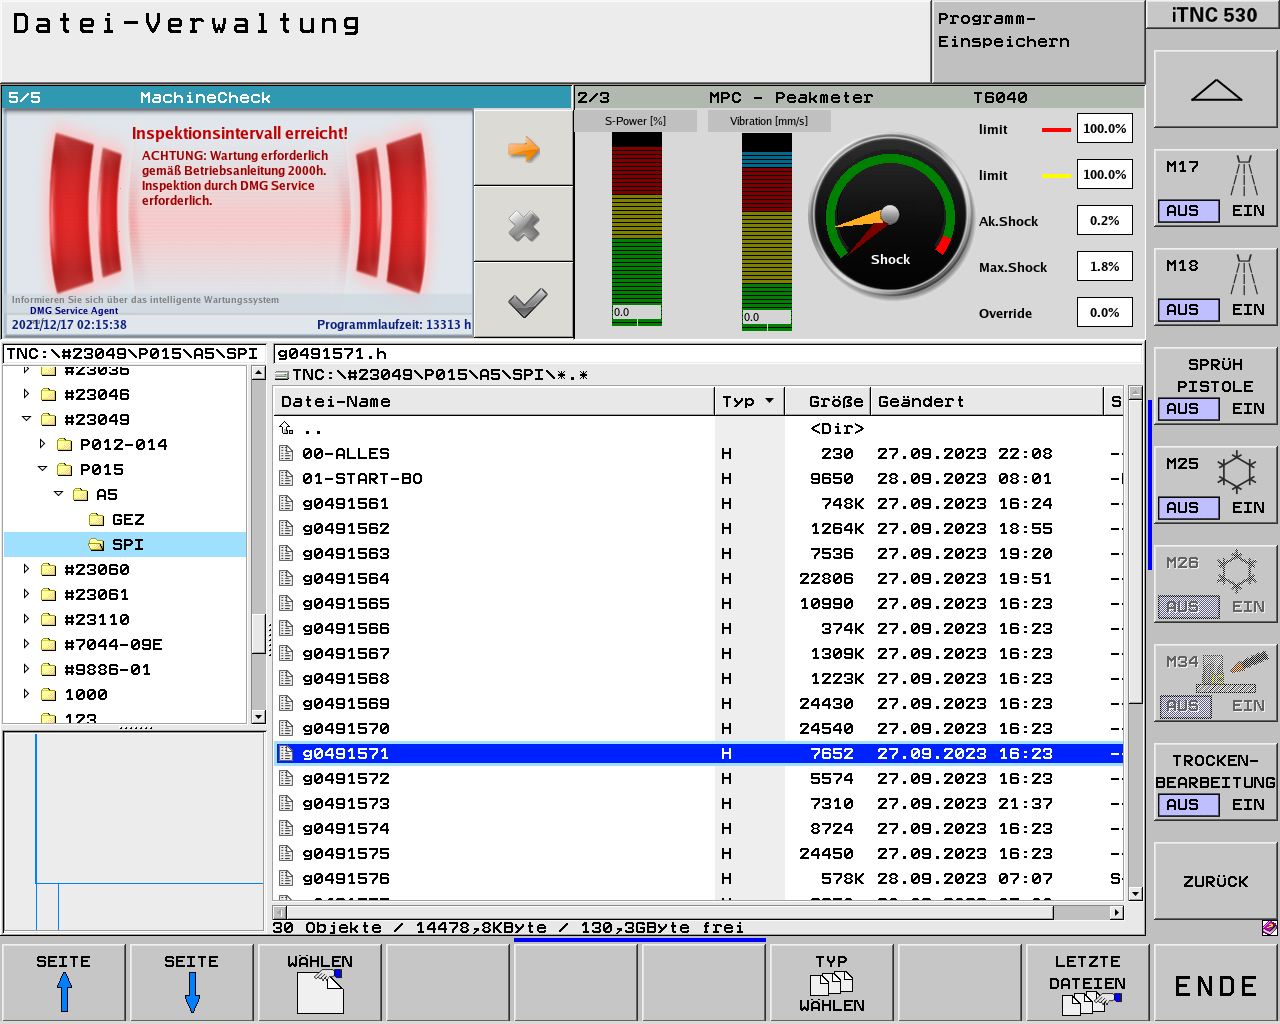 Datei-Verwaltung
Programm-
Einspeichern
iTNC 530
5/5 MachineCheck
2/3 MPC - Peakmeter T6040
Inspektionsintervall erreicht!
ACHTUNG: Wartung erforderlich
gemäß Betriebsanleitung 2000h.
Inspektion durch DMG Service
erforderlich.
Informieren Sie sich über das intelligente Wartungssystem
DMG Service Agent
2021/12/17 02:15:38 Programmlaufzeit: 13313 h
S-Power [%] Vibration [mm/s]
0.0 0.0
Shock
limit 100.0%
limit 100.0%
Ak.Shock 0.2%
Max.Shock 1.8%
Override 0.0%
TNC:\#23049\P015\A5\SPI
#23036
#23046
#23049
P012-014
P015
A5
GEZ
SPI
#23060
#23061
#23110
#7044-09E
#9886-01
1000
123
g0491571.h
TNC:\#23049\P015\A5\SPI\*.*
Datei-Name Typ Größe Geändert S
.. <Dir>
00-ALLES H 230 27.09.2023 22:08 --
01-START-BO H 9650 28.09.2023 08:01 -
g0491561 H 748K 27.09.2023 16:24 --
g0491562 H 1264K 27.09.2023 18:55 --
g0491563 H 7536 27.09.2023 19:20 --
g0491564 H 22806 27.09.2023 19:51 --
g0491565 H 10990 27.09.2023 16:23 --
g0491566 H 374K 27.09.2023 16:23 --
g0491567 H 1309K 27.09.2023 16:23 --
g0491568 H 1223K 27.09.2023 16:23 --
g0491569 H 24430 27.09.2023 16:23 --
g0491570 H 24540 27.09.2023 16:23 --
g0491571 H 7652 27.09.2023 16:23 --
g0491572 H 5574 27.09.2023 16:23 --
g0491573 H 7310 27.09.2023 21:37 --
g0491574 H 8724 27.09.2023 16:23 --
g0491575 H 24450 27.09.2023 16:23 --
g0491576 H 578K 28.09.2023 07:07 S-
30 Objekte / 14478,8KByte / 130,3GByte frei
M17
AUS EIN
M18
AUS EIN
SPRÜH
PISTOLE
AUS EIN
M25
AUS EIN
M26
AUS EIN
M34
AUS EIN
TROCKEN-
BEARBEITUNG
AUS EIN
ZURÜCK
SEITE
SEITE
WÄHLEN
TYP
WÄHLEN
LETZTE
DATEIEN
ENDE